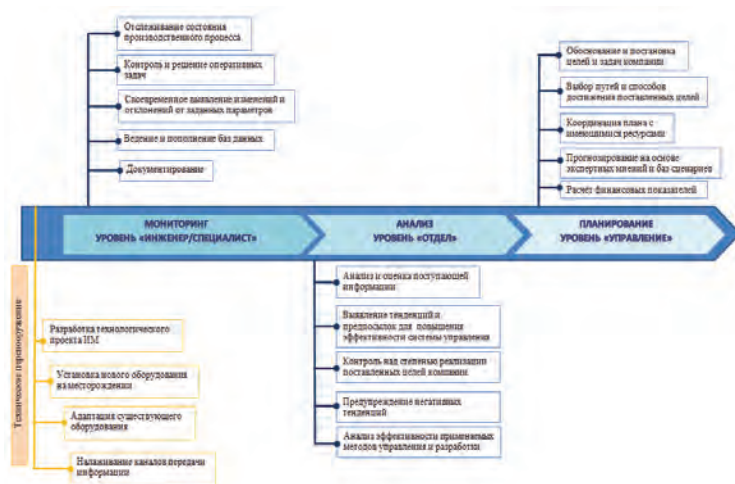 Отслеживание состояния
производственного процесса
Контроль и решение оперативных
задач
Своевременное выявление изменений и
отклонений от заданных параметров
Ведение и пополнение баз данных
Документирование
Обоснование и постановка
целей и задач компании
Выбор путей и способов
достижения поставленных целей
Координация плана с
имеющимися ресурсами
Прогнозирование на основе
экспертных мнений и баз сценариев
Расчёт финансовых показателей
МОНИТОРИНГ
УРОВЕНЬ «ИНЖЕНЕР/СПЕЦИАЛИСТ»
АНАЛИЗ
УРОВЕНЬ «ОТДЕЛ»
ПЛАНИРОВАНИЕ
УРОВЕНЬ «УПРАВЛЕНИЕ»
Техническое перевооружение
Разработка технологического
проекта ИМ
Установка нового оборудования
на месторождении
Адаптация существующего
оборудования
Налаживание каналов передачи
информации
Анализ и оценка поступающей
информации
Выявление тенденций и
предпосылок для повышения
эффективности системы управления
Контроль над степенью реализации
поставленных целей компании
Предупреждение негативных
тенденций
Анализ эффективности применяемых
методов управления и разработки